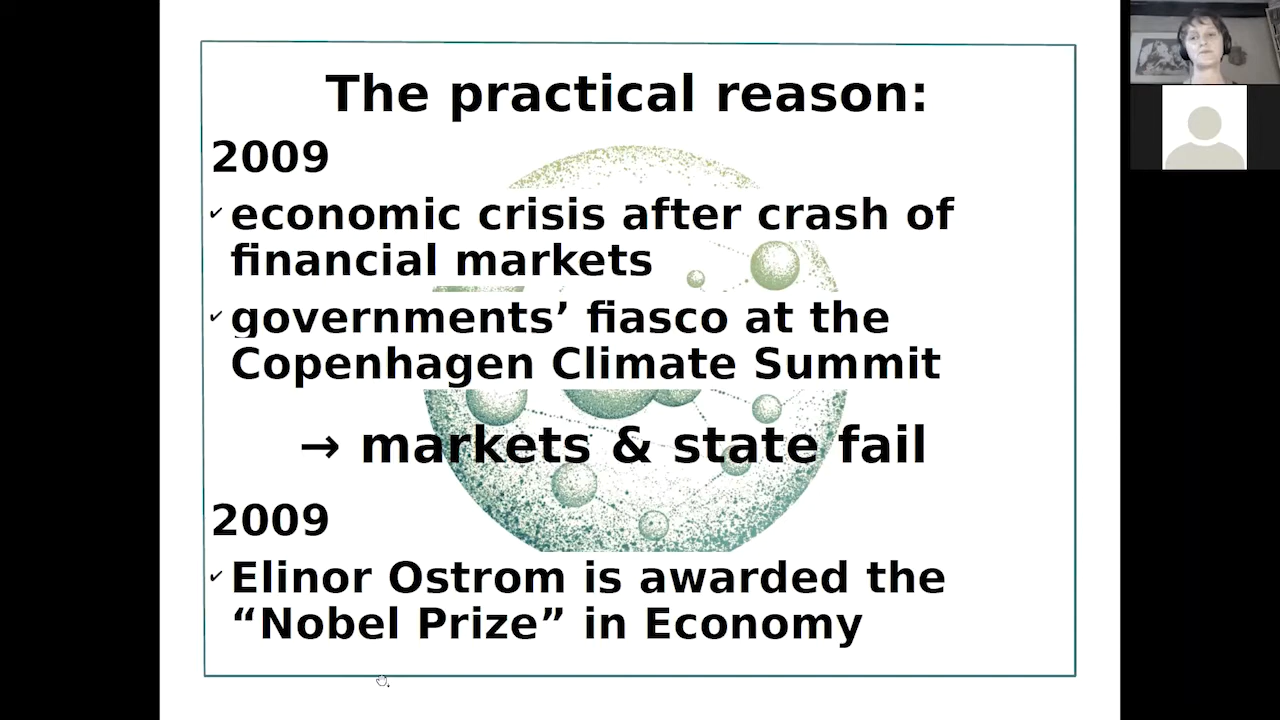 The practical reason:
2009
✓ economic crisis after crash of
financial markets
✓ governments’ fiasco at the
Copenhagen Climate Summit
→ markets & state fail
2009
✓ Elinor Ostrom is awarded the
“Nobel Prize” in Economy